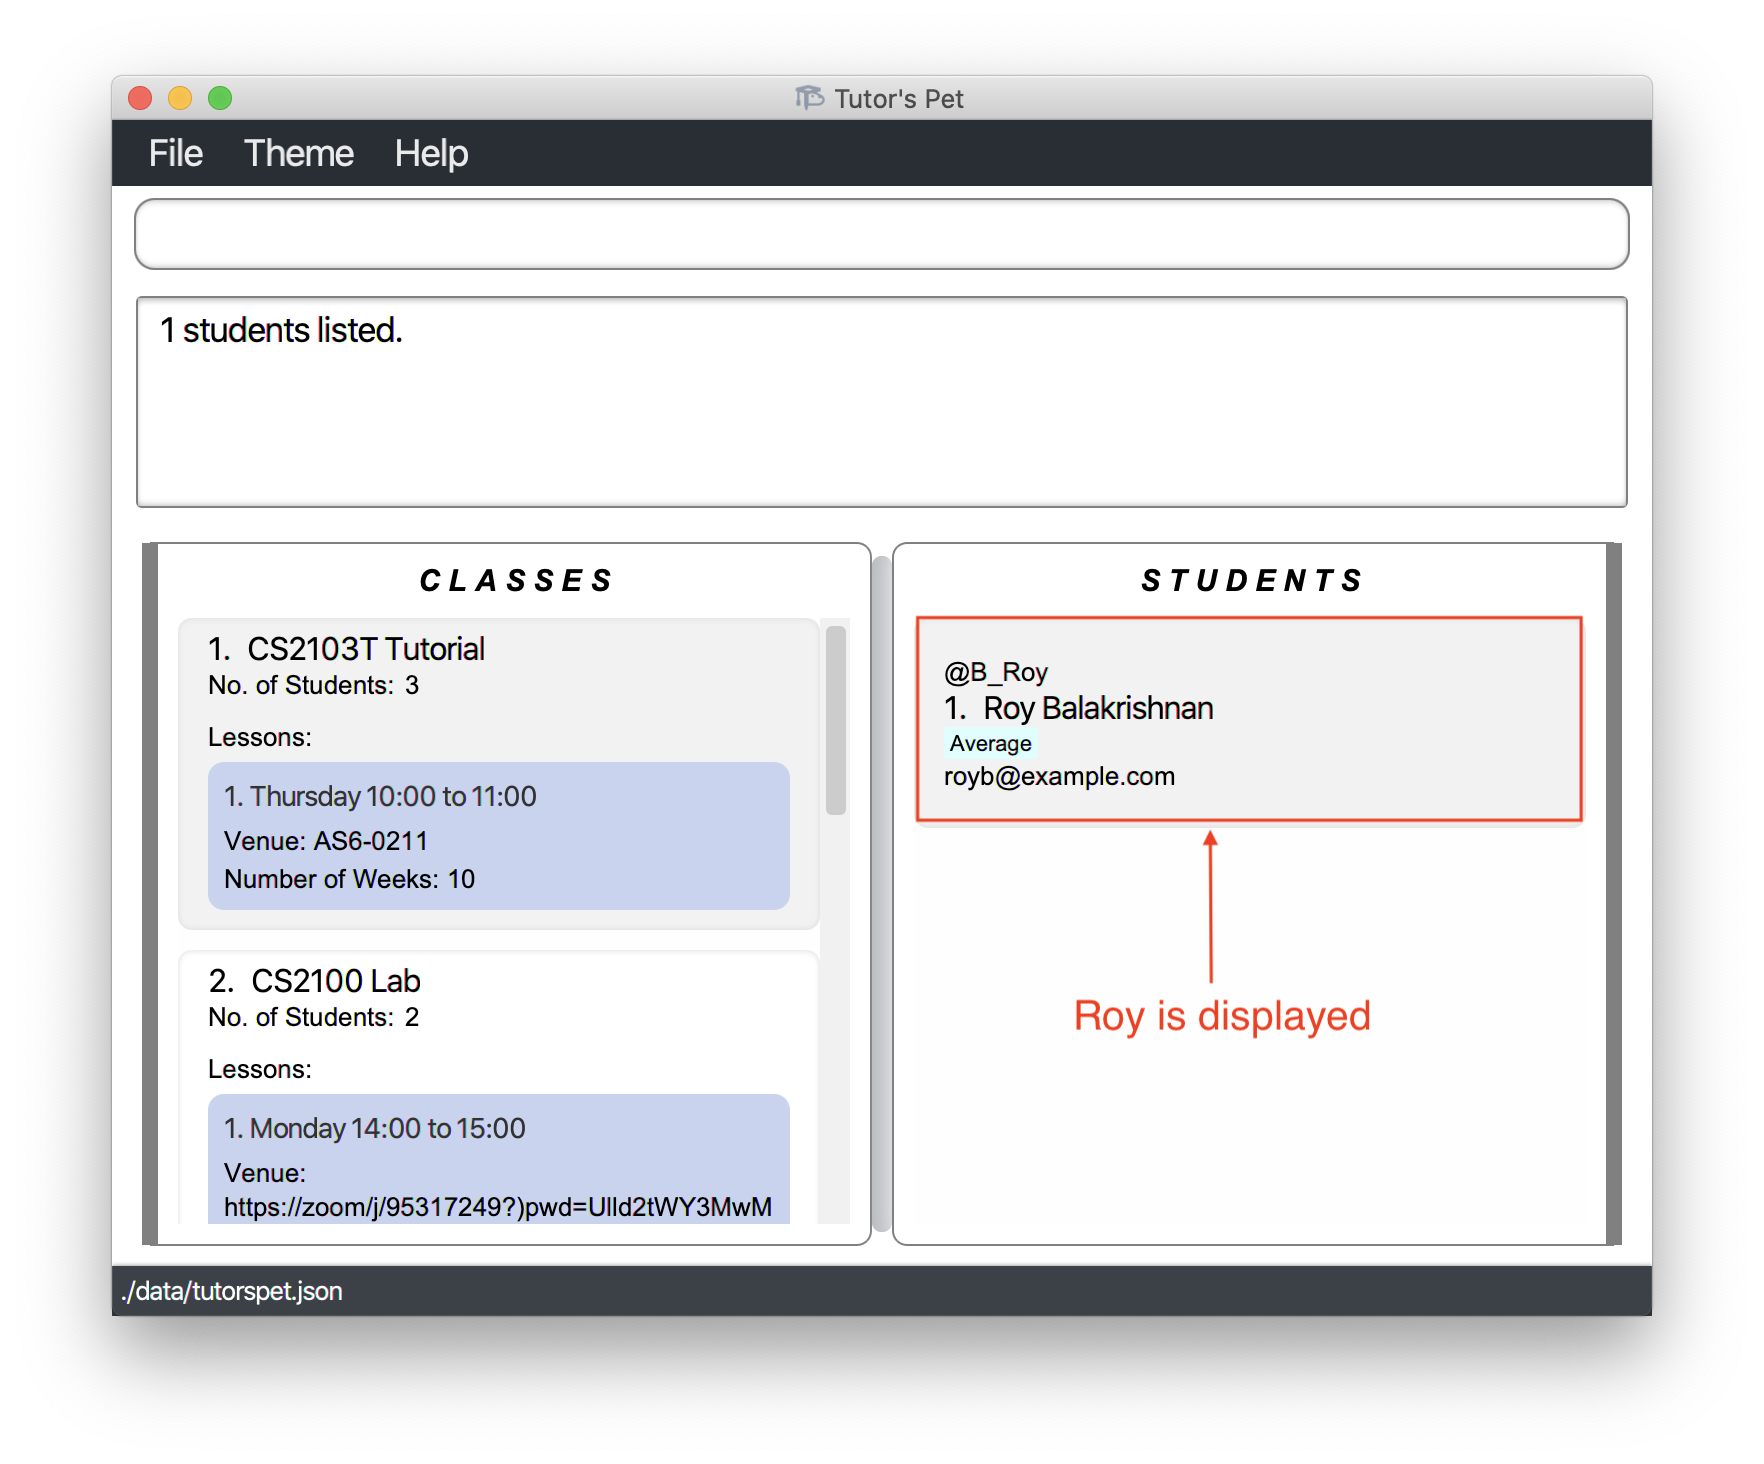 Tutor's Pet
File Theme Help
1 students listed.
CLASSES
1. CS2103T Tutorial
No. of Students: 3
Lessons:
1. Thursday 10:00 to 11:00
Venue: AS6-0211
Number of Weeks: 10
2. CS2100 Lab
No. of Students: 2
Lessons:
1. Monday 14:00 to 15:00
Venue:
https://zoom/j/95317249?)pwd=Ulld2tWY3MwM
STUDENTS
@B_Roy
1. Roy Balakrishnan
Average
royb@example.com
Roy is displayed
./data/tutorspet.json